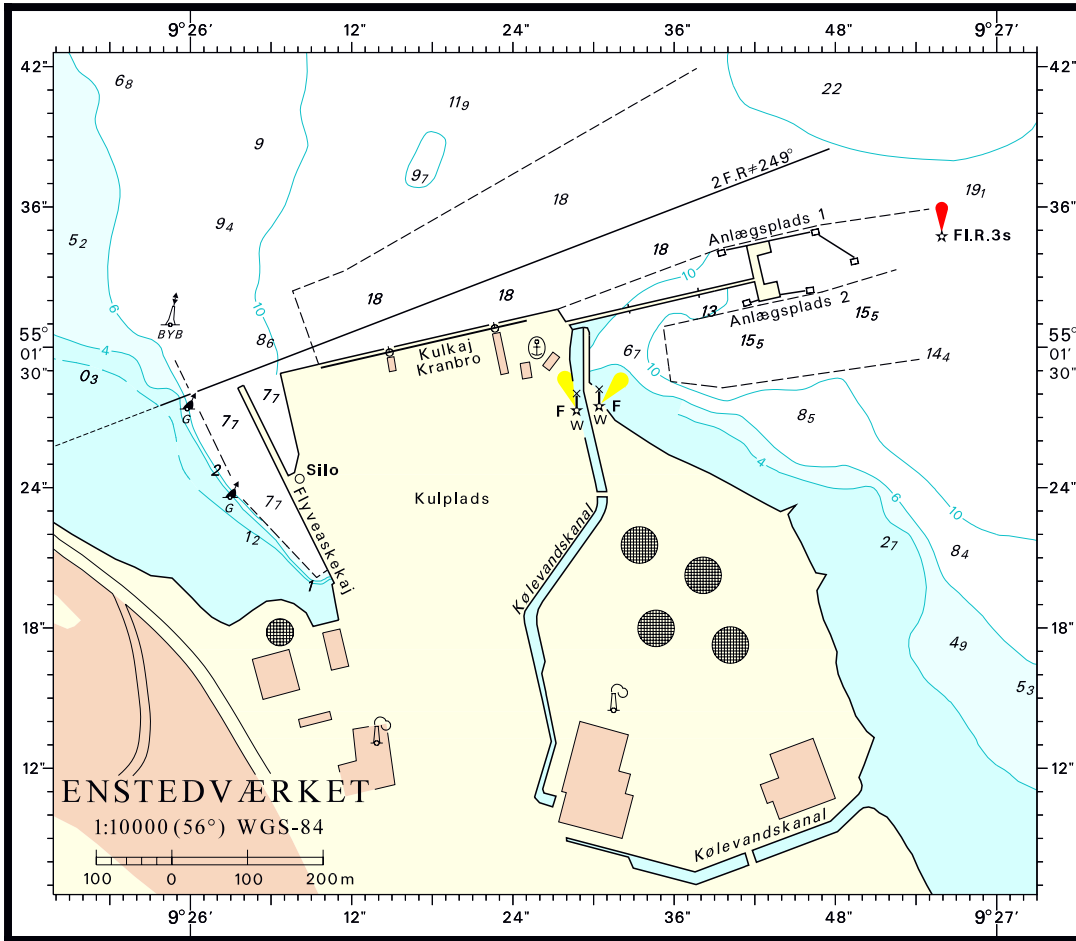 9°26′ 12″ 24″ 36″ 48″ 9°27′
42″ 42″
6₈
11₉
22
9
9₇
2 F.R≠249°
18
19₁
36″ 36″
9₄
Anlægsplads 1
Fl.R.3s
5₂
18
6
10
10
18
18
13
15₅
BYB
Anlægsplads 2
55° 55°
8₆
Kulkaj
Kranbro
15₅
01′ 01′
4
6₇
14₄
30″ 30″
0₃
10
7₇
F F
W W
G
7₇
8₅
2
Silo
4
24″ 24″
7₇
Kulplads
6
G
Flyveaskekaj
Kølevandskanal
10
1₂
2₇
8₄
1
18″ 18″
4₉
5₃
12″ 12″
ENSTEDVÆRKET
1:10000 (56°) WGS-84
Kølevandskanal
100 0 100 200m
9°26′ 12″ 24″ 36″ 48″ 9°27′